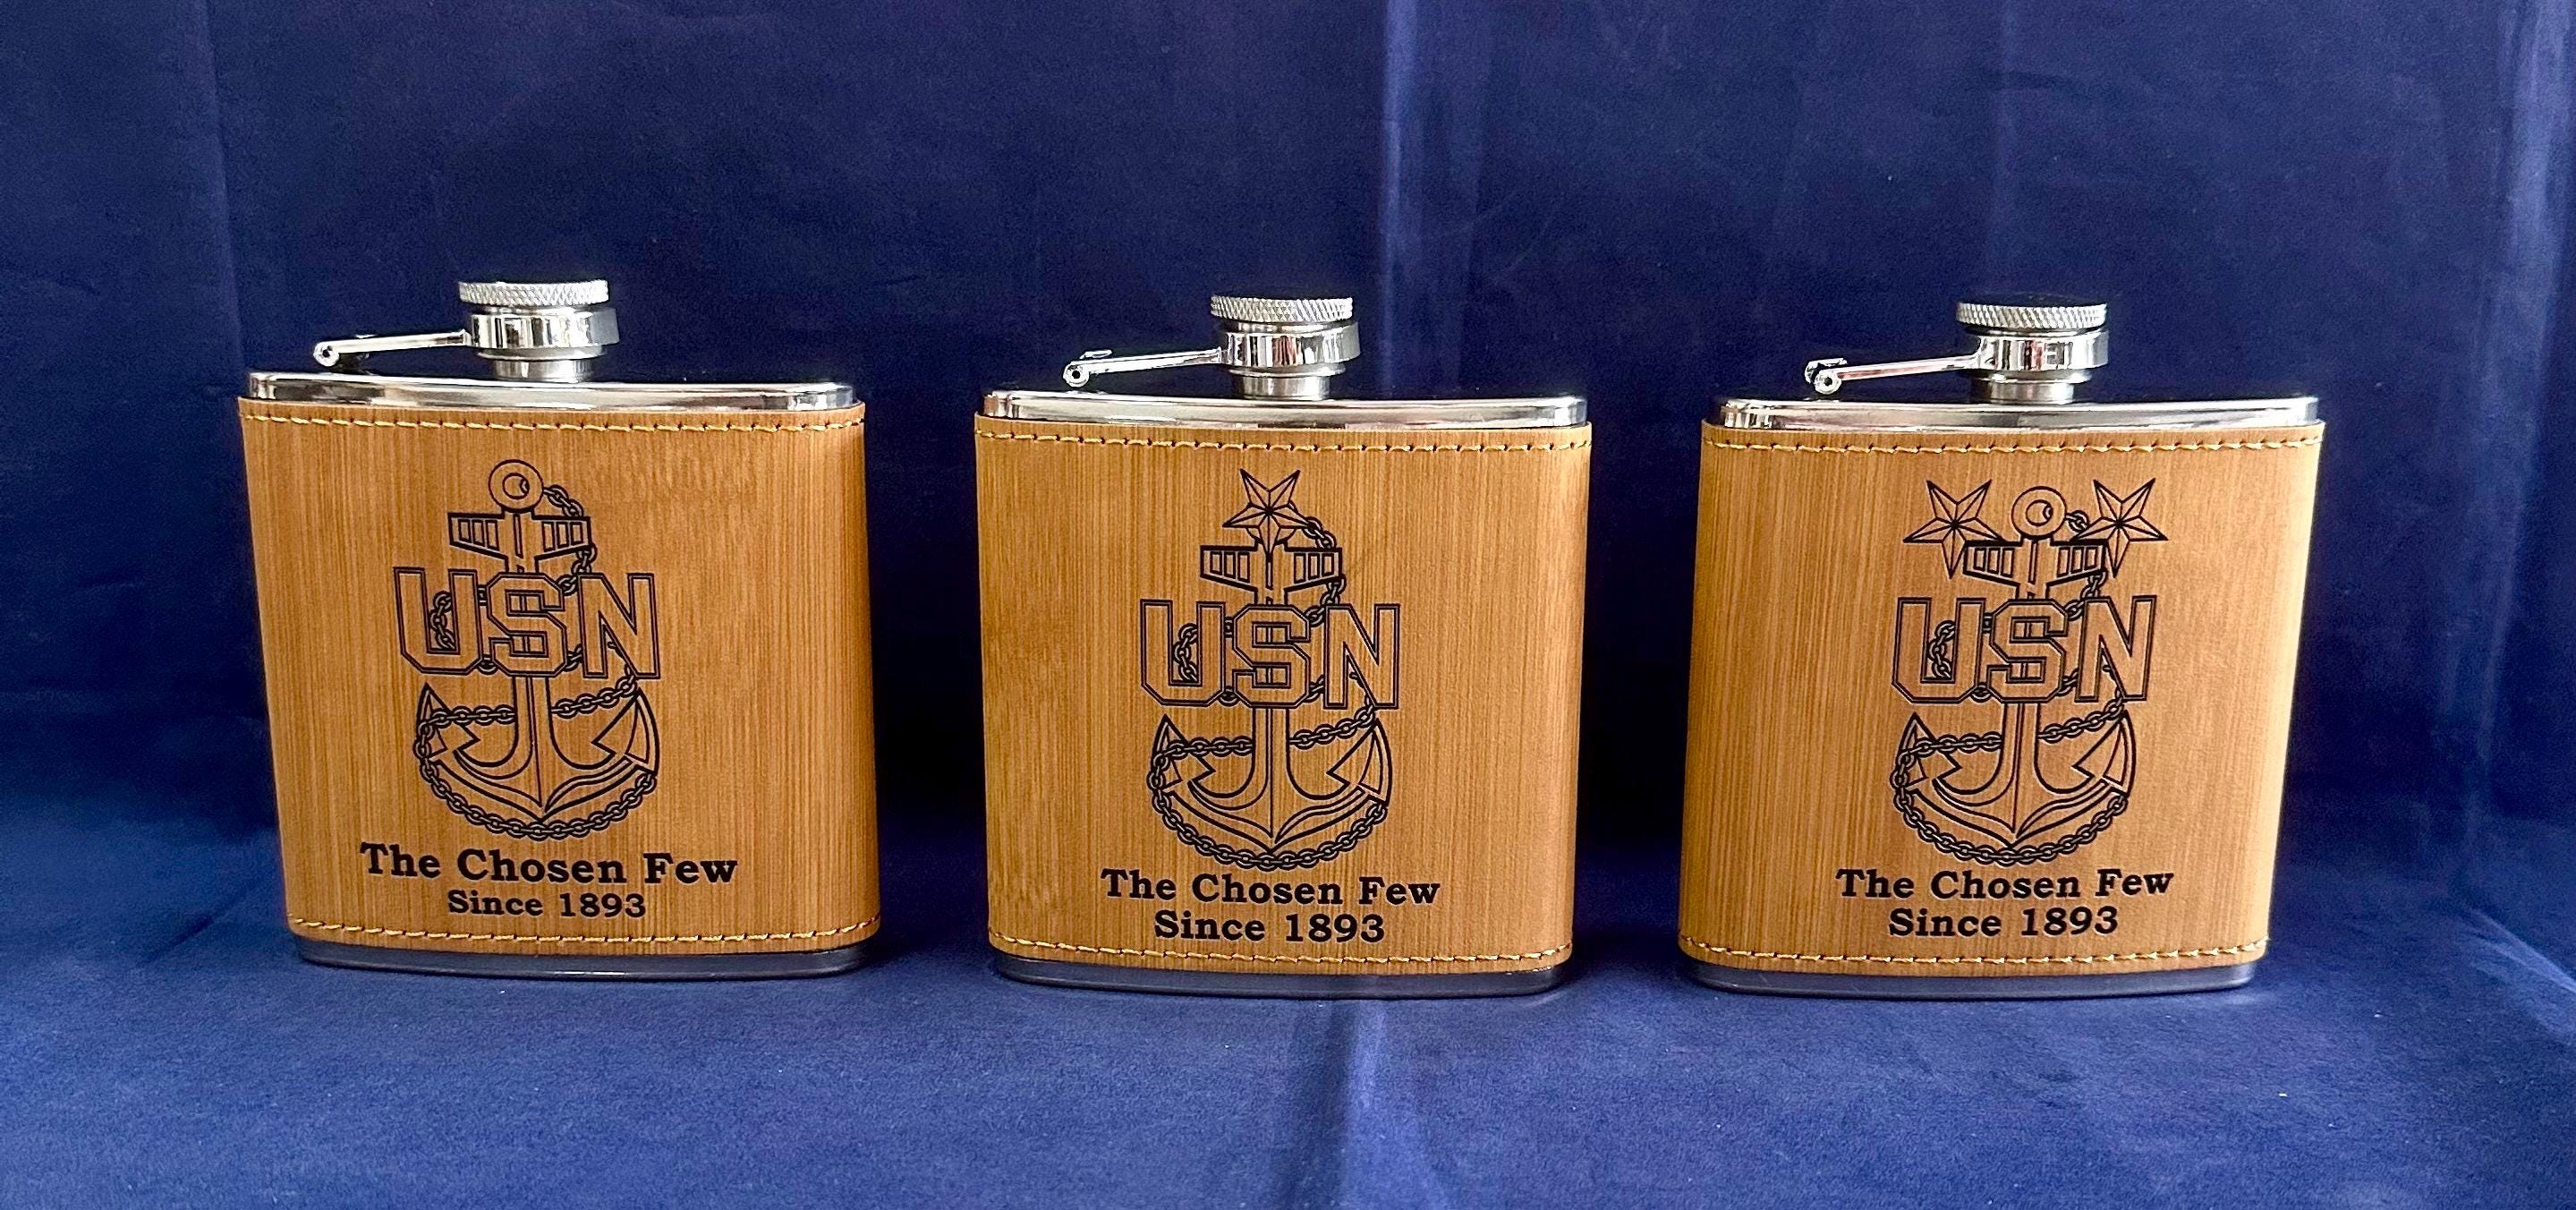 USN
The Chosen Few
Since 1893
USN
The Chosen Few
Since 1893
USN
The Chosen Few
Since 1893